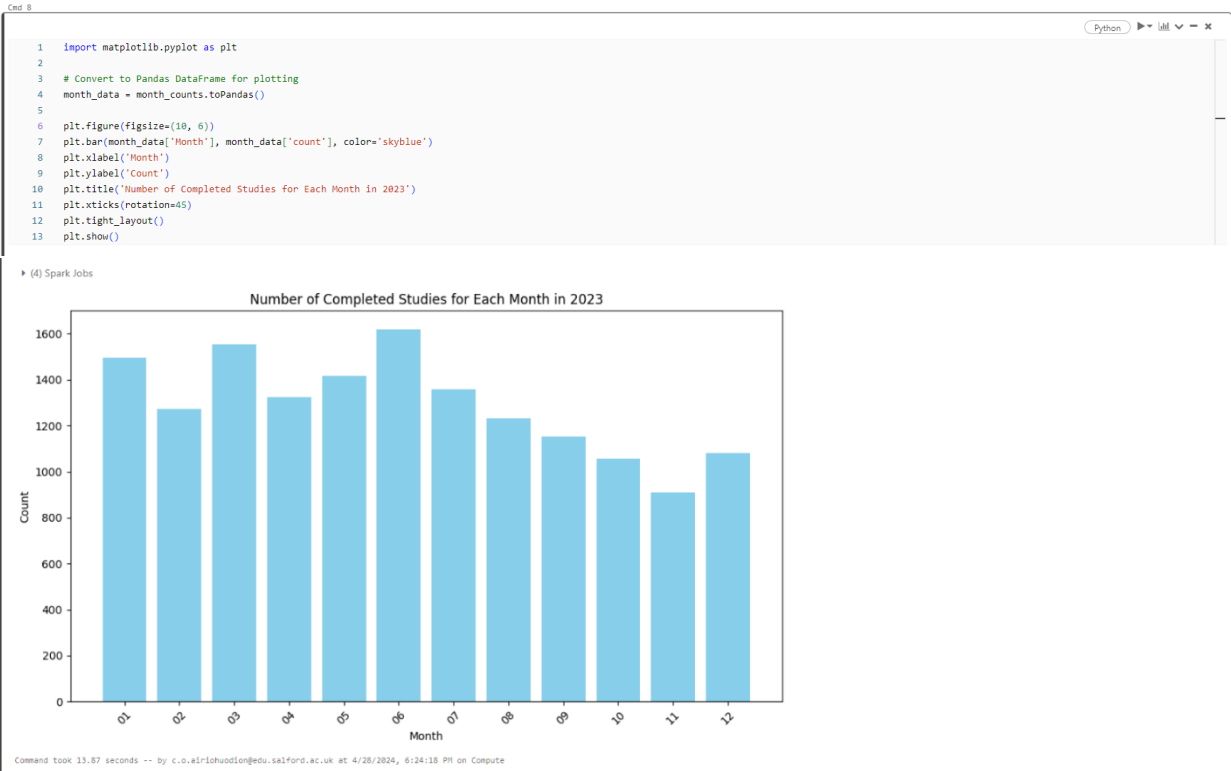 Cmd 8
Python
1 import matplotlib.pyplot as plt
2
3 # Convert to Pandas DataFrame for plotting
4 month_data = month_counts.toPandas()
5
6 plt.figure(figsize=(10, 6))
7 plt.bar(month_data['Month'], month_data['count'], color='skyblue')
8 plt.xlabel('Month')
9 plt.ylabel('Count')
10 plt.title('Number of Completed Studies for Each Month in 2023')
11 plt.xticks(rotation=45)
12 plt.tight_layout()
13 plt.show()
(4) Spark Jobs
Number of Completed Studies for Each Month in 2023
1600
1400
1200
1000
800
600
400
200
0
Count
01 02 03 04 05 06 07 08 09 10 11 12
Month
Command took 13.87 seconds -- by c.o.airiohuodion@edu.salford.ac.uk at 4/28/2024, 6:24:18 PM on Compute